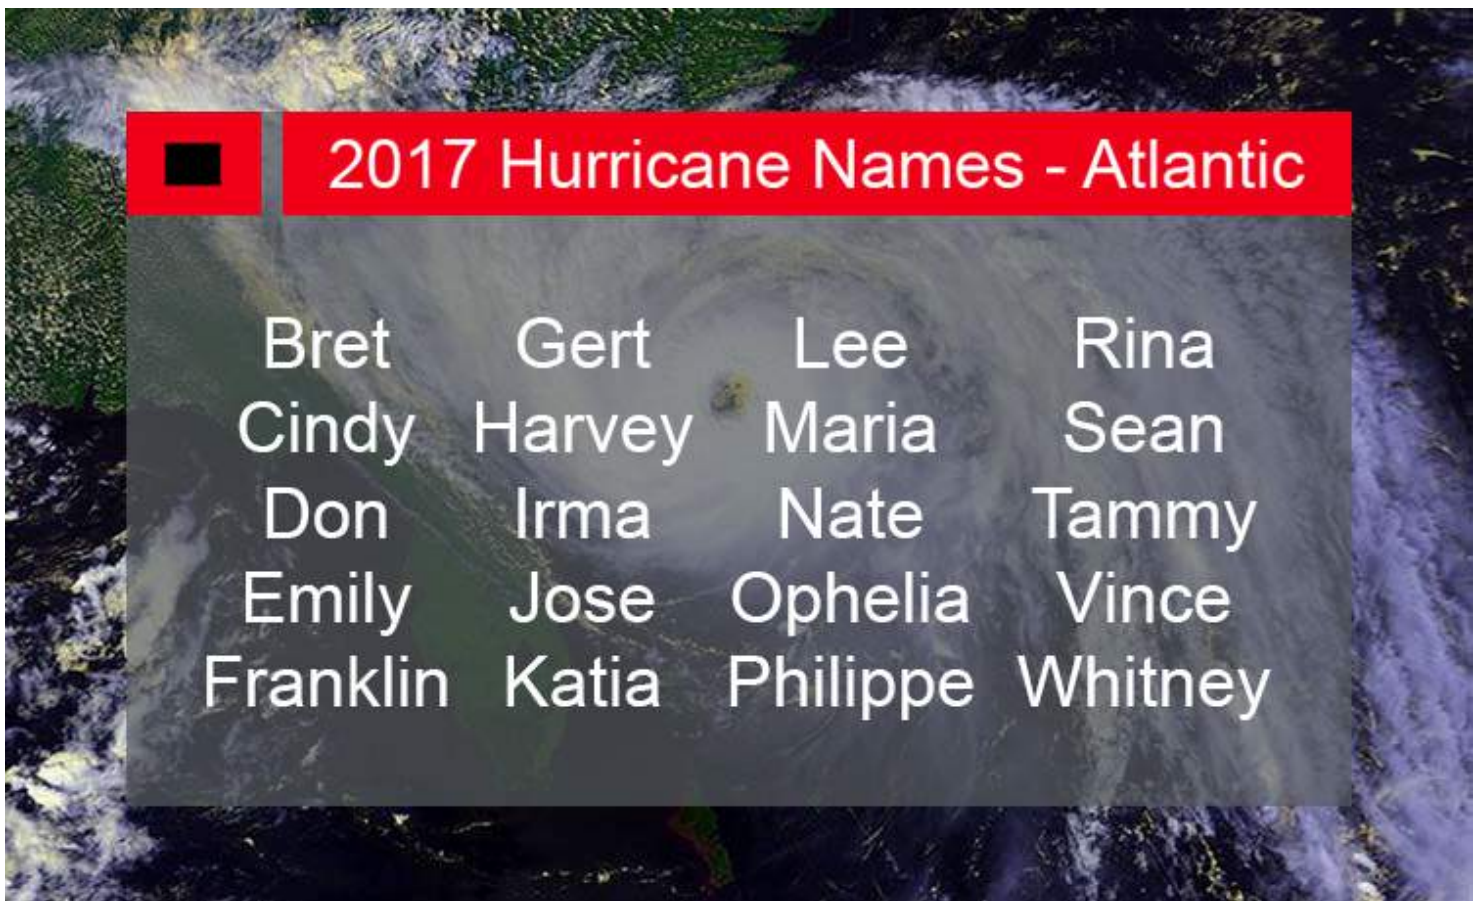 2017 Hurricane Names - Atlantic
Bret Gert Lee Rina
Cindy Harvey Maria Sean
Don Irma Nate Tammy
Emily Jose Ophelia Vince
Franklin Katia Philippe Whitney